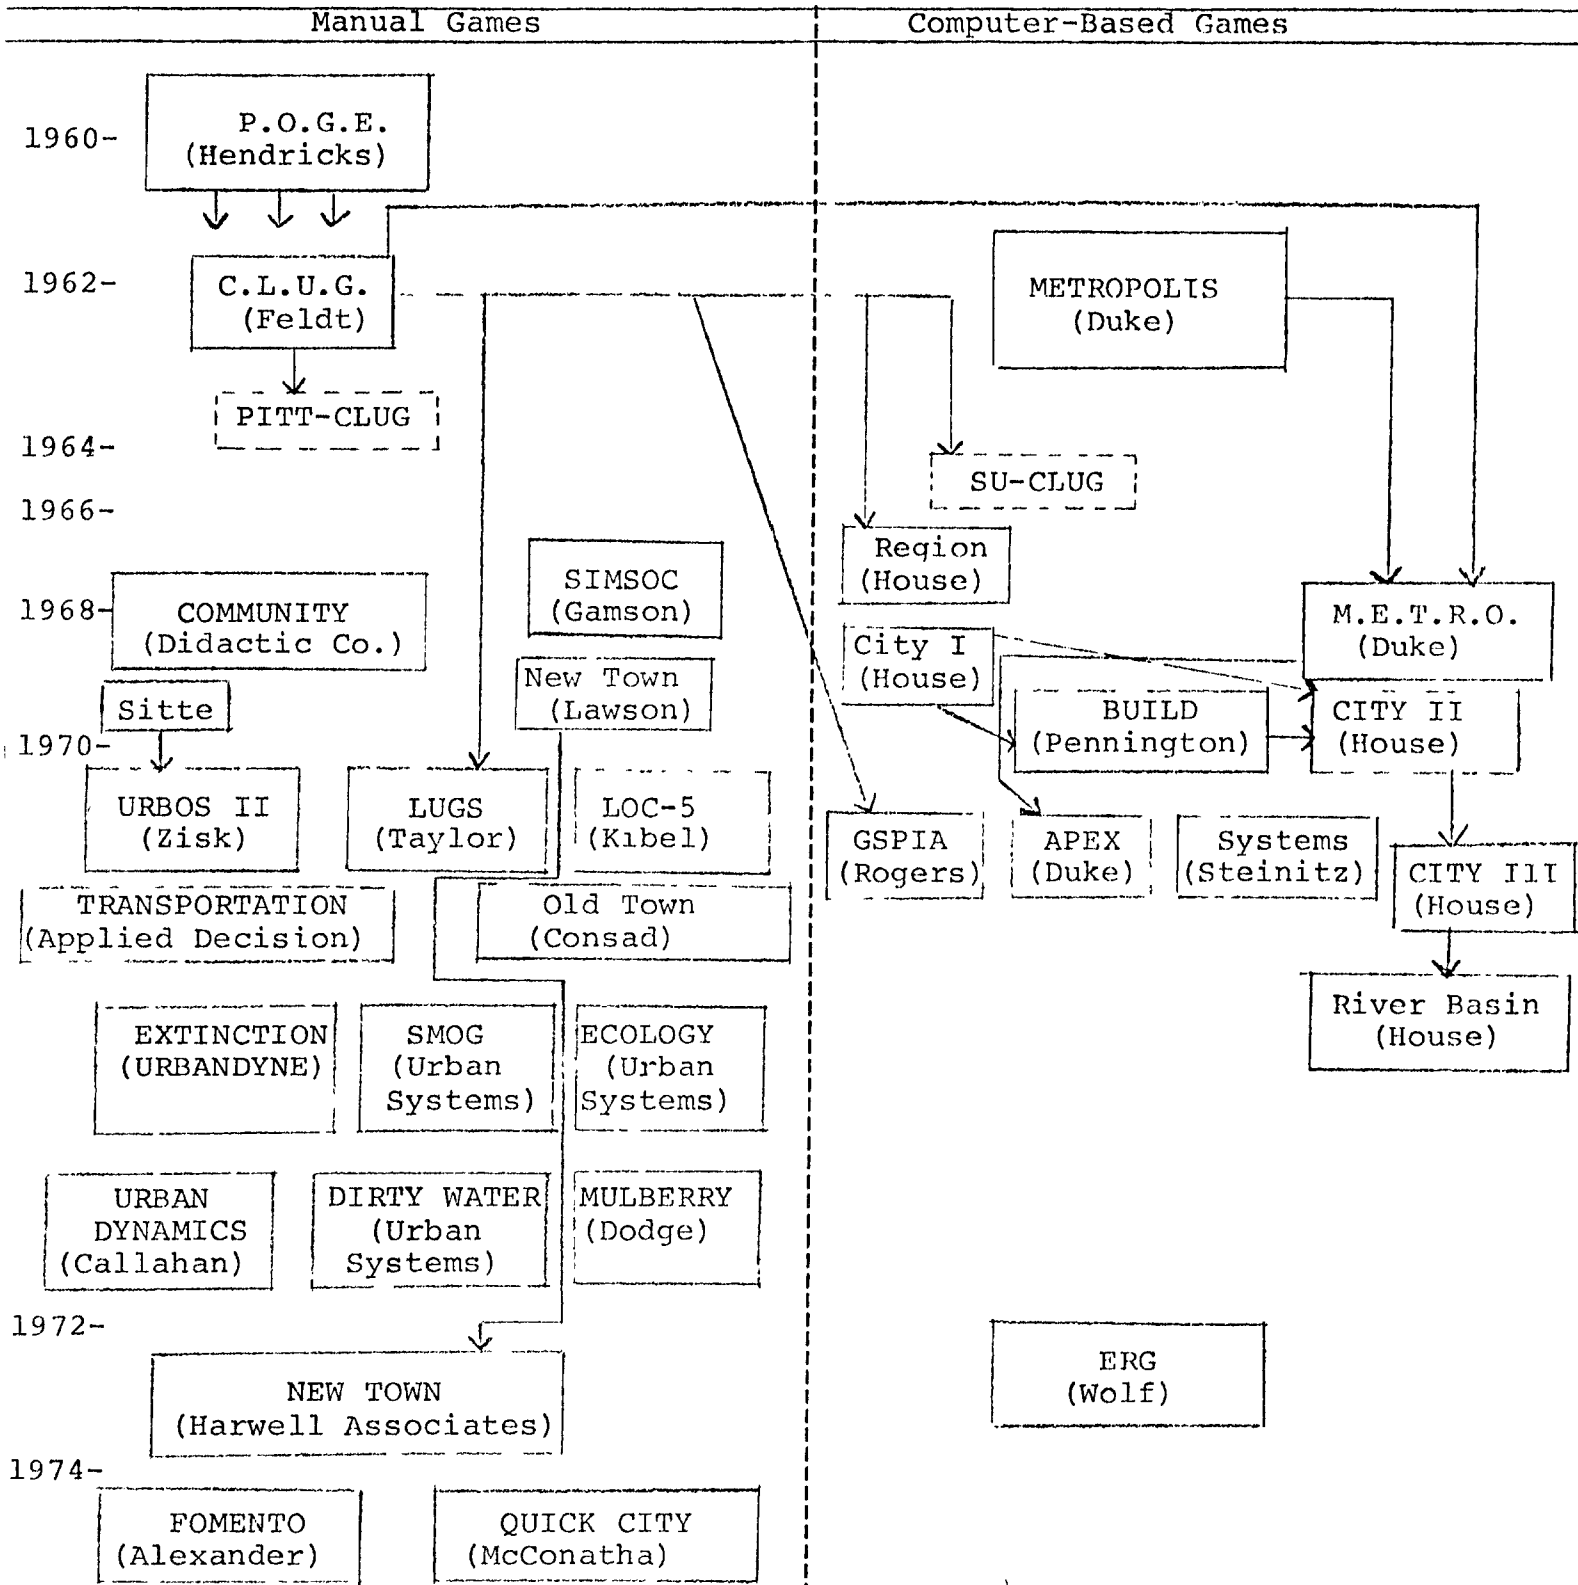 Manual Games
Computer-Based Games
1960-
P.O.G.E.
(Hendricks)
1962-
C.L.U.G.
(Feldt)
METROPOLIS
(Duke)
PITT-CLUG
1964-
SU-CLUG
1966-
Region
(House)
SIMSOC
(Gamson)
1968-
COMMUNITY
(Didactic Co.)
M.E.T.R.O.
(Duke)
City I
(House)
New Town
(Lawson)
Sitte
BUILD
(Pennington)
CITY II
(House)
1970-
URBOS II
(Zisk)
LUGS
(Taylor)
LOC-5
(Kibel)
GSPIA
(Rogers)
APEX
(Duke)
Systems
(Steinitz)
CITY III
(House)
TRANSPORTATION
(Applied Decision)
Old Town
(Consad)
River Basin
(House)
EXTINCTION
(URBANDYNE)
SMOG
(Urban
Systems)
ECOLOGY
(Urban
Systems)
URBAN
DYNAMICS
(Callahan)
DIRTY WATER
(Urban
Systems)
MULBERRY
(Dodge)
1972-
ERG
(Wolf)
NEW TOWN
(Harwell Associates)
1974-
FOMENTO
(Alexander)
QUICK CITY
(McConatha)